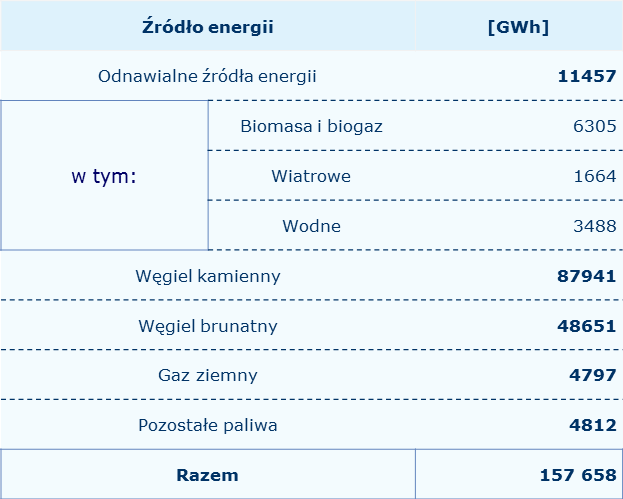 Źródło energii [GWh]
Odnawialne źródła energii 11457
w tym:
Biomasa i biogaz 6305
Wiatrowe 1664
Wodne 3488
Węgiel kamienny 87941
Węgiel brunatny 48651
Gaz ziemny 4797
Pozostałe paliwa 4812
Razem 157 658